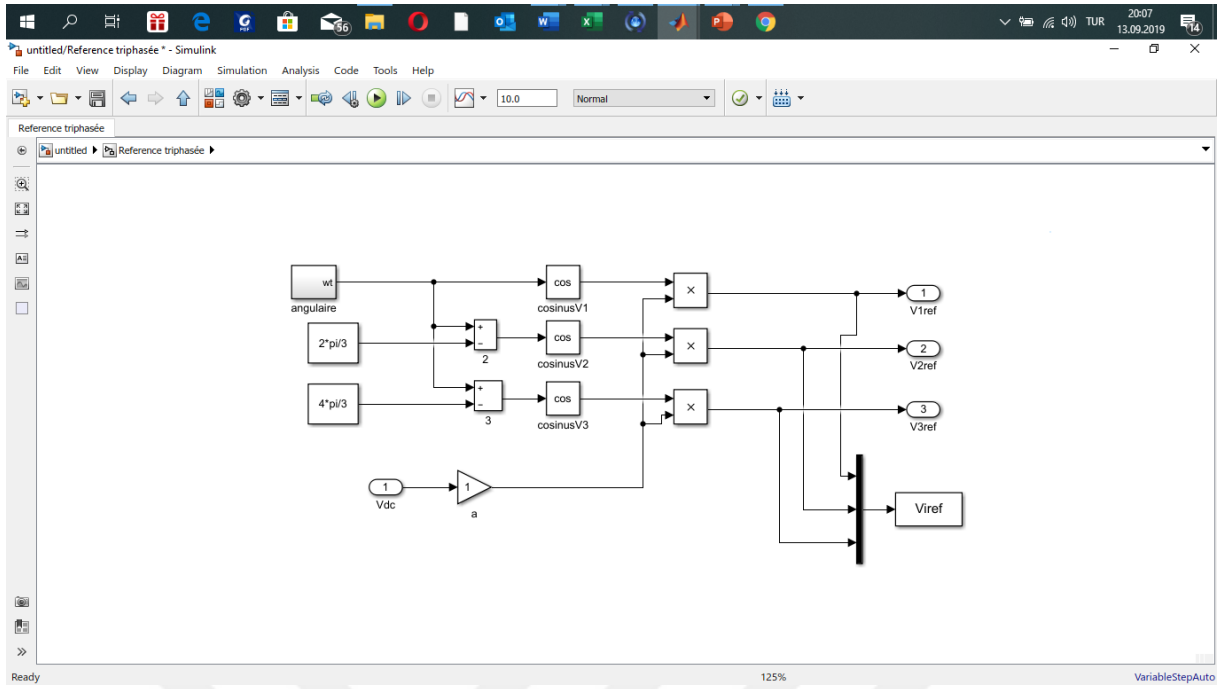 56
TUR
20:07
13.09.2019
14
untitled/Reference triphasée * - Simulink
File Edit View Display Diagram Simulation Analysis Code Tools Help
10.0 Normal
Reference triphasée
untitled Reference triphasée
wt
angulaire
cos
cosinusV1
×
1
V1ref
2*pi/3
+
−
2
cos
cosinusV2
×
2
V2ref
4*pi/3
+
−
3
cos
cosinusV3
×
3
V3ref
1
Vdc
1
a
Viref
Ready 125% VariableStepAuto